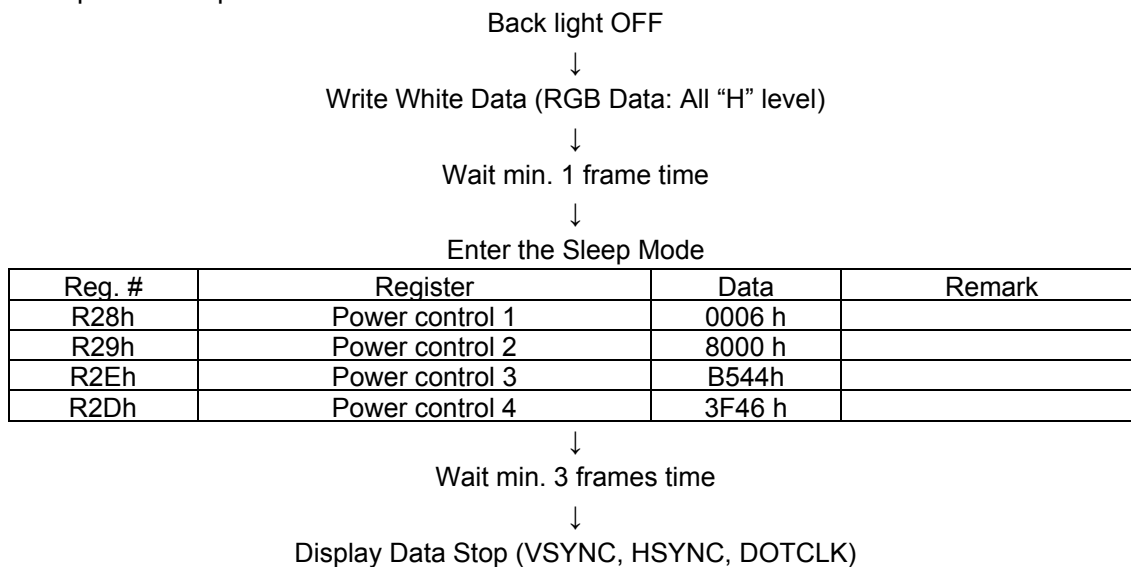 Back light OFF
↓
Write White Data (RGB Data: All “H” level)
↓
Wait min. 1 frame time
↓
Enter the Sleep Mode
Reg. # Register Data Remark
R28h Power control 1 0006 h
R29h Power control 2 8000 h
R2Eh Power control 3 B544h
R2Dh Power control 4 3F46 h
↓
Wait min. 3 frames time
↓
Display Data Stop (VSYNC, HSYNC, DOTCLK)